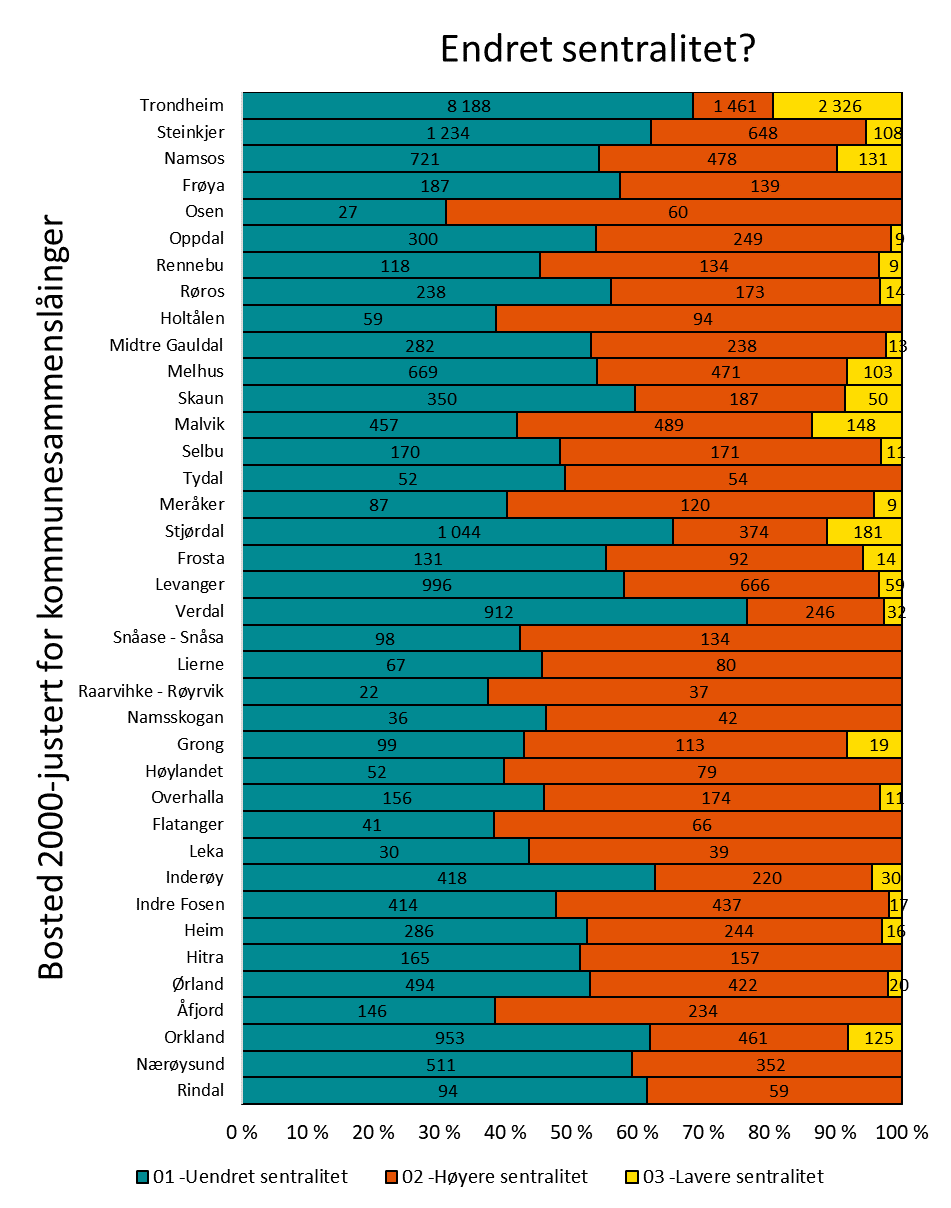 Endret sentralitet?
Bosted 2000-justert for kommunesammenslåinger
Trondheim 8 188 1 461 2 326
Steinkjer 1 234 648 108
Namsos 721 478 131
Frøya 187 139
Osen 27 60
Oppdal 300 249 9
Rennebu 118 134 9
Røros 238 173 14
Holtålen 59 94
Midtre Gauldal 282 238 13
Melhus 669 471 103
Skaun 350 187 50
Malvik 457 489 148
Selbu 170 171 11
Tydal 52 54
Meråker 87 120 9
Stjørdal 1 044 374 181
Frosta 131 92 14
Levanger 996 666 59
Verdal 912 246 32
Snåase - Snåsa 98 134
Lierne 67 80
Raarvihke - Røyrvik 22 37
Namsskogan 36 42
Grong 99 113 19
Høylandet 52 79
Overhalla 156 174 11
Flatanger 41 66
Leka 30 39
Inderøy 418 220 30
Indre Fosen 414 437 17
Heim 286 244 16
Hitra 165 157
Ørland 494 422 20
Åfjord 146 234
Orkland 953 461 125
Nærøysund 511 352
Rindal 94 59
0 % 10 % 20 % 30 % 40 % 50 % 60 % 70 % 80 % 90 % 100 %
01 -Uendret sentralitet 02 -Høyere sentralitet 03 -Lavere sentralitet